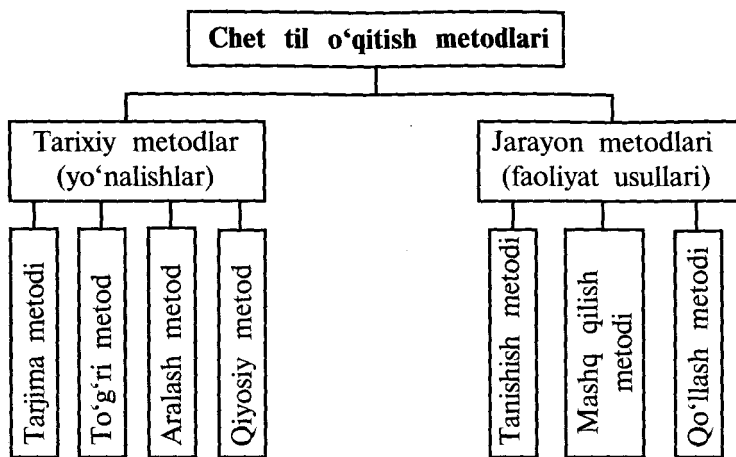 Chet til o‘qitish metodlari
Tarixiy metodlar
(yo‘nalishlar)
Jarayon metodlari
(faoliyat usullari)
Tarjima metodi
To‘g‘ri metod
Aralash metod
Qiyosiy metod
Tanishish metodi
Mashq qilish
metodi
Qo‘llash metodi